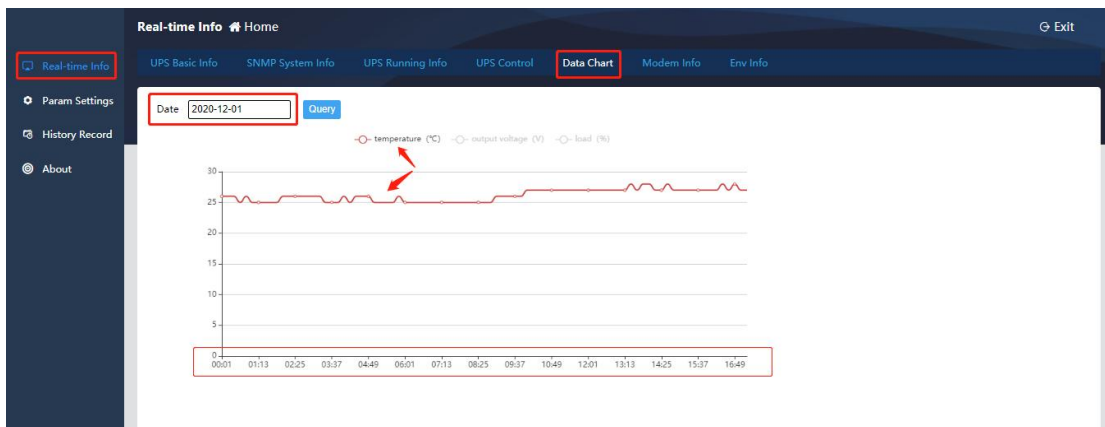 Real-time Info Home Exit
Real-time Info
Param Settings
History Record
About
UPS Basic Info SNMP System Info UPS Running Info UPS Control Data Chart Modem Info Env Info
Date 2020-12-01 Query
temperature (℃) output voltage (V) load (%)
30
25
20
15
10
5
0
00:01 01:13 02:25 03:37 04:49 06:01 07:13 08:25 09:37 10:49 12:01 13:13 14:25 15:37 16:49